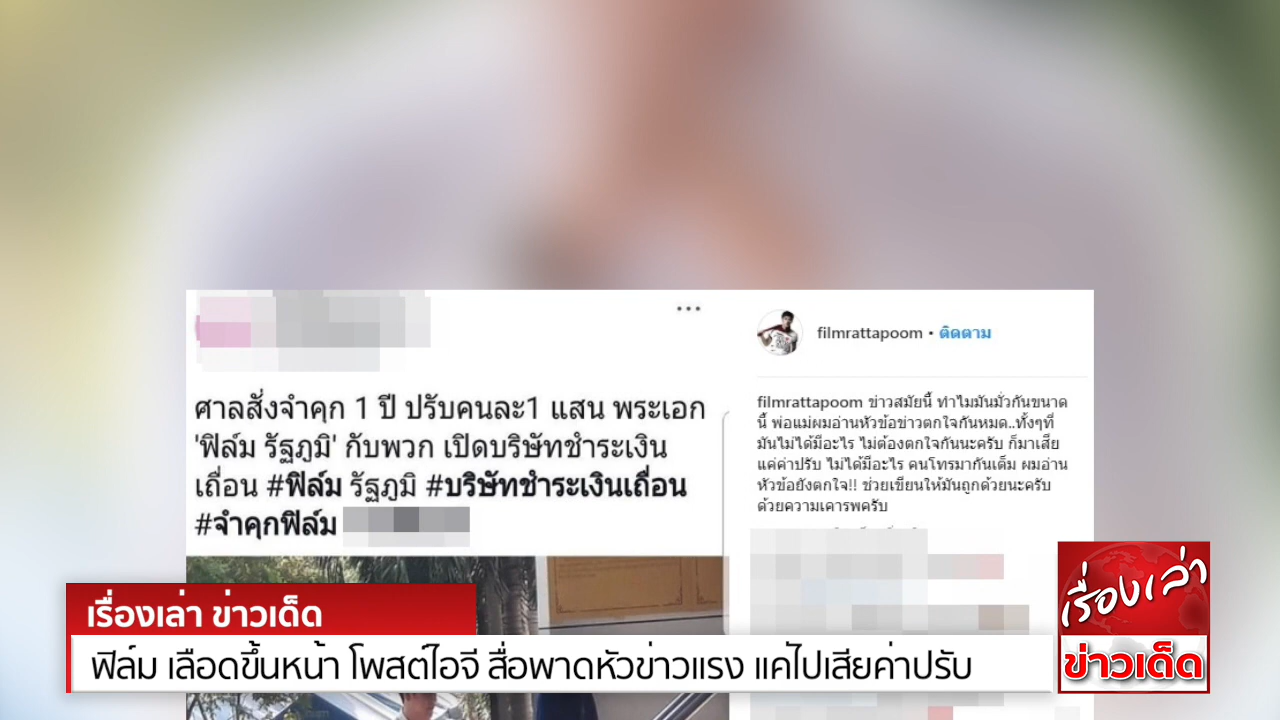 ศาลสั่งจำคุก 1 ปี ปรับคนละ1 แสน พระเอก
'ฟิล์ม รัฐภูมิ' กับพวก เปิดบริษัทชำระเงิน
เถื่อน #ฟิล์ม รัฐภูมิ #บริษัทชำระเงินเถื่อน
#จำคุกฟิล์ม
filmrattapoom • ติดตาม
filmrattapoom ข่าวสมัยนี้ ทำไมมันมั่วกันขนาด
นี้ พ่อแม่ผมอ่านหัวข้อข่าวตกใจกันหมด..ทั้งๆที่
มันไม่ได้มีอะไร ไม่ต้องตกใจกันนะครับ ก็มาเสีย
แค่ค่าปรับ ไม่ได้มีอะไร คนโทรมากันเต็ม ผมอ่าน
หัวข้อยังตกใจ!! ช่วยเขียนให้มันถูกด้วยนะครับ
ด้วยความเคารพครับ
เรื่องเล่า ข่าวเด็ด
ฟิล์ม เลือดขึ้นหน้า โพสต์ไอจี สื่อพาดหัวข่าวแรง แค่ไปเสียค่าปรับ
เรื่องเล่า
ข่าวเด็ด